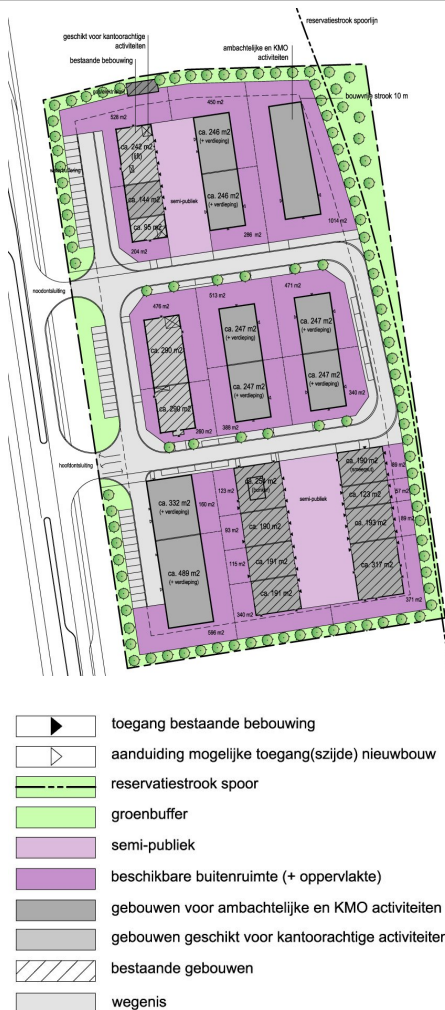 reservatiestrook spoorlijn
geschikt voor kantoorachtige
activiteiten
bestaande bebouwing
ambachtelijke en KMO
activiteiten
bouwvrije strook 10 m
450 m2
528 m2
ca. 242 m2
ca. 246 m2
(+ verdieping)
semi-publiek
ca. 144 m2
ca. 246 m2
(+ verdieping)
ca. 95 m2
1014 m2
204 m2
286 m2
noodontsluiting
476 m2
513 m2
471 m2
ca. 290 m2
ca. 247 m2
(+ verdieping)
ca. 247 m2
(+ verdieping)
ca. 290 m2
ca. 247 m2
(+ verdieping)
ca. 247 m2
(+ verdieping)
340 m2
260 m2
388 m2
hoofdontsluiting
ca. 332 m2
(+ verdieping)
160 m2
123 m2
ca. 190 m2
semi-publiek
ca. 123 m2
93 m2
ca. 190 m2
ca. 193 m2
115 m2
ca. 191 m2
ca. 489 m2
(+ verdieping)
ca. 317 m2
340 m2
ca. 191 m2
371 m2
586 m2
toegang bestaande bebouwing
aanduiding mogelijke toegang(szijde) nieuwbouw
reservatiestrook spoor
groenbuffer
semi-publiek
beschikbare buitenruimte (+ oppervlakte)
gebouwen voor ambachtelijke en KMO activiteiten
gebouwen geschikt voor kantoorachtige activiteiten
bestaande gebouwen
wegenis